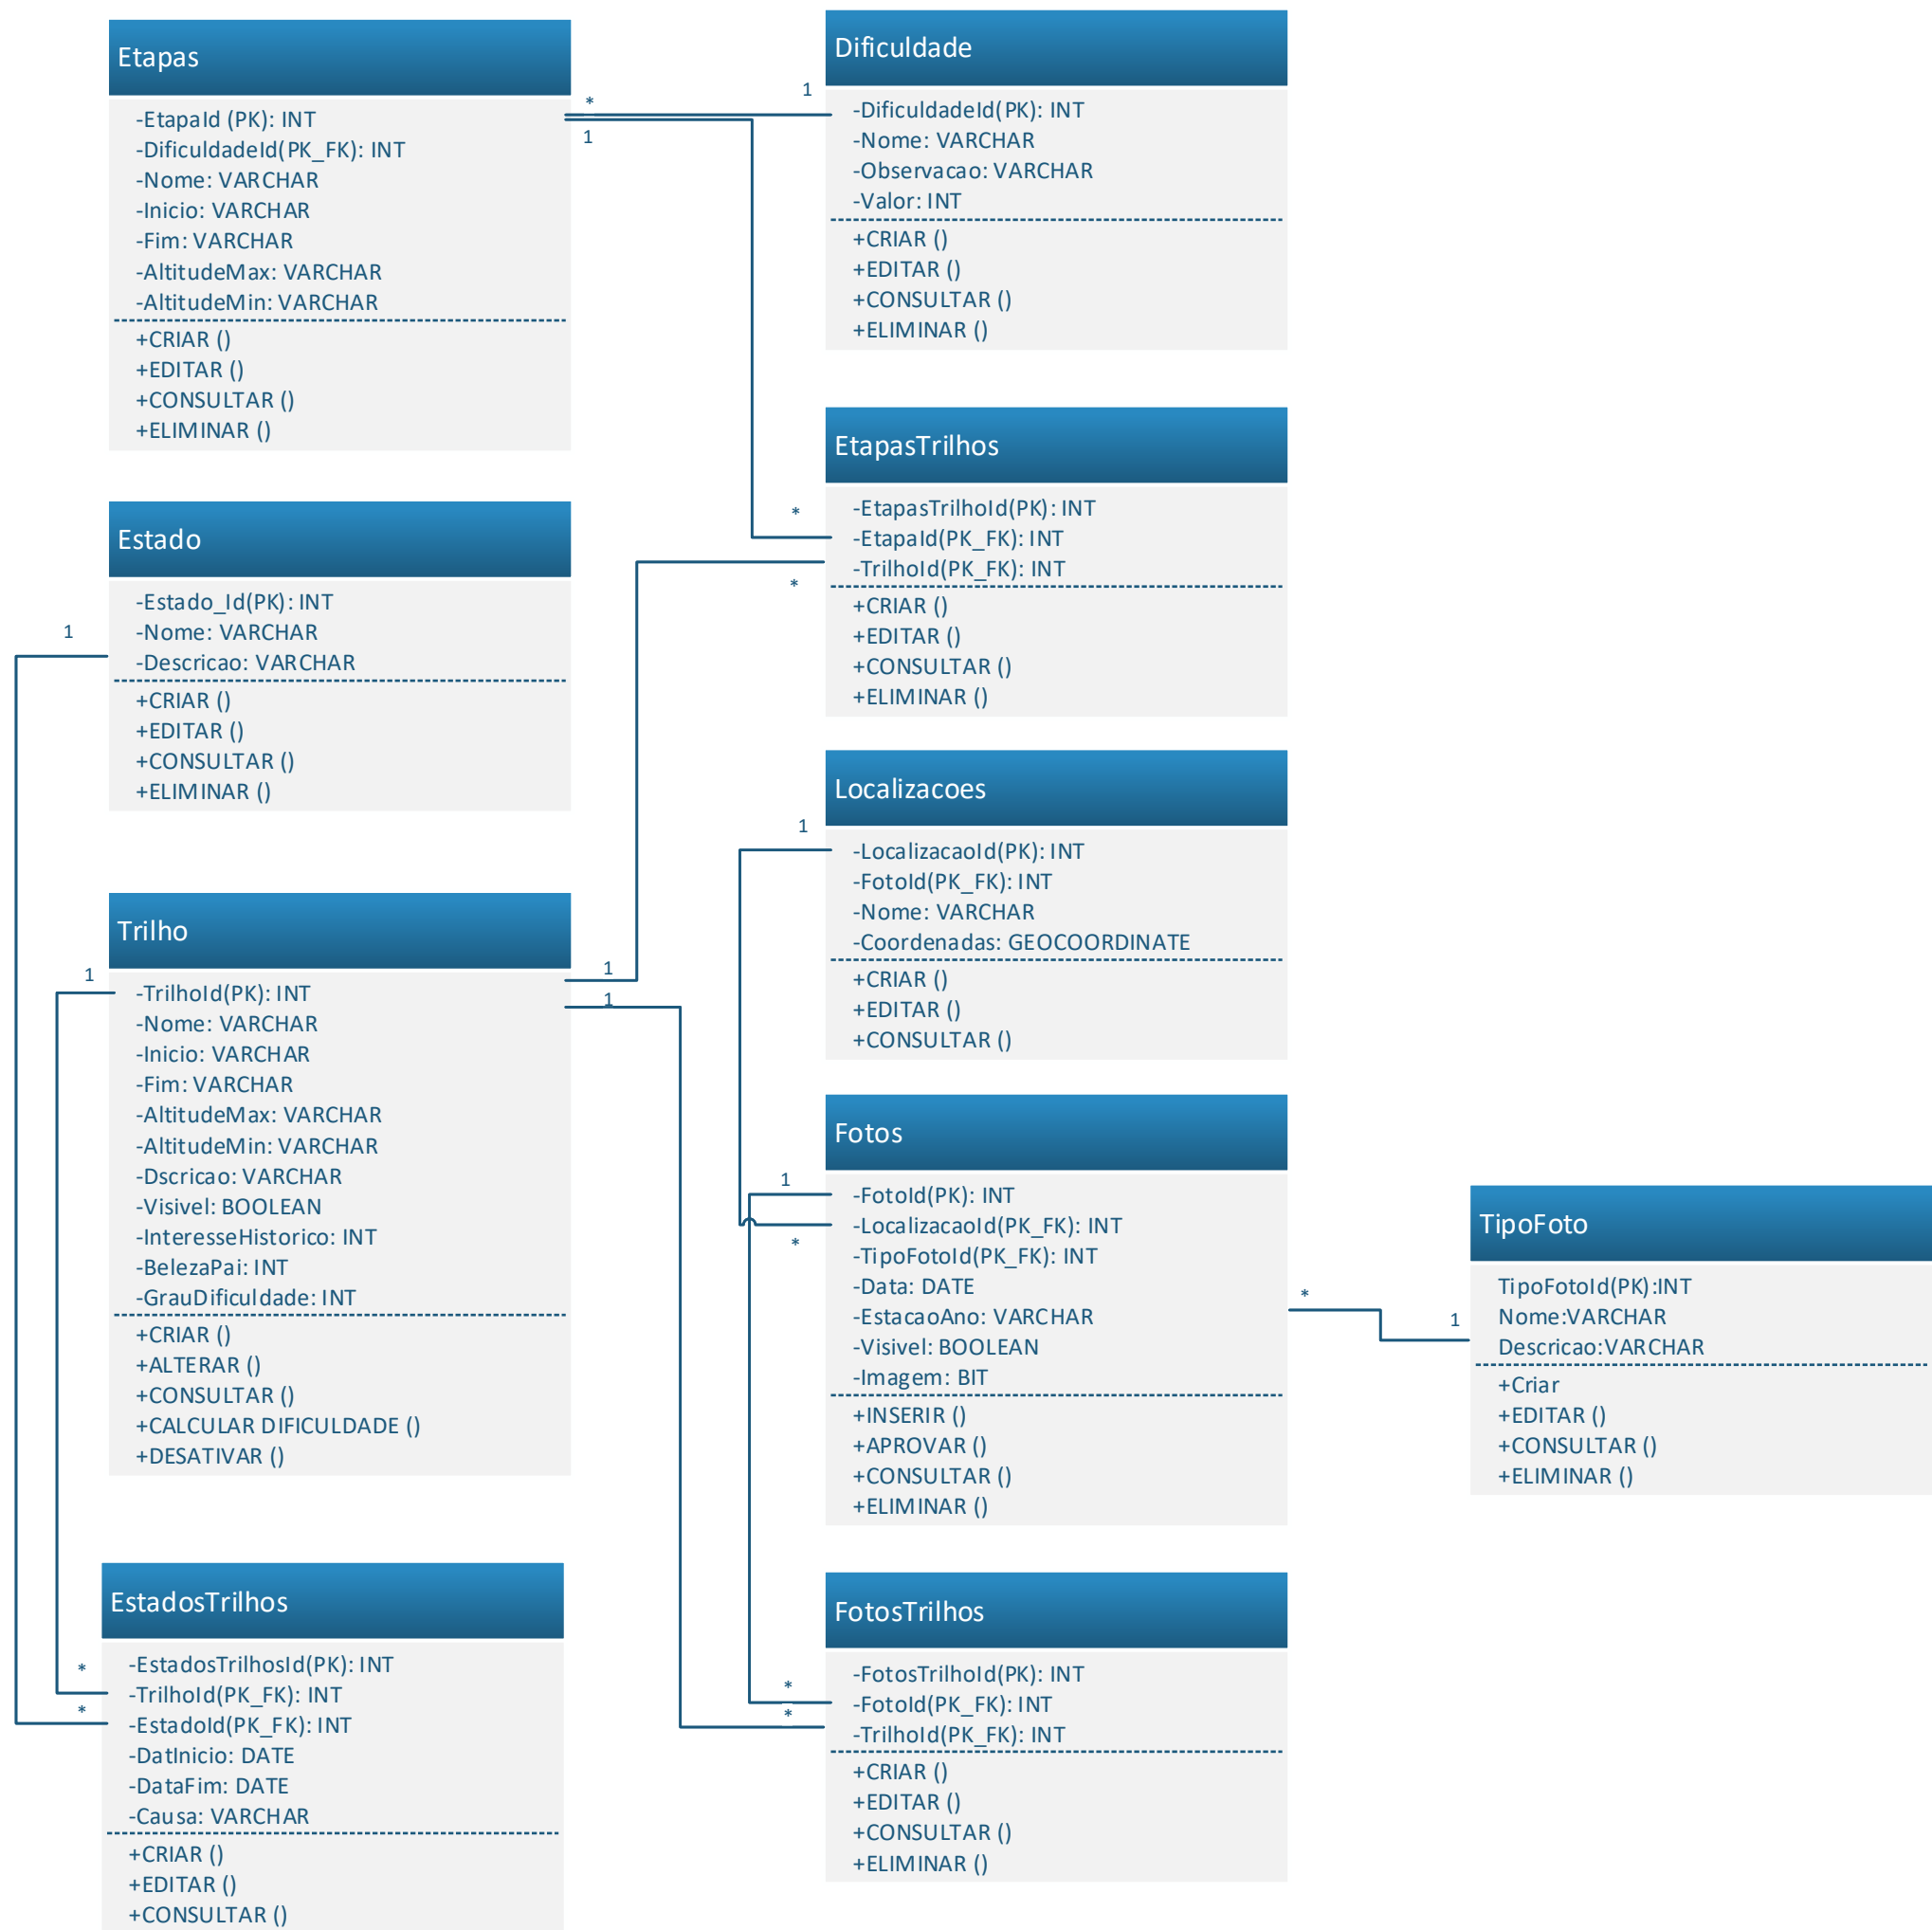 Etapas
-EtapaId (PK): INT
-DificuldadeId(PK_FK): INT
-Nome: VARCHAR
-Inicio: VARCHAR
-Fim: VARCHAR
-AltitudeMax: VARCHAR
-AltitudeMin: VARCHAR
+CRIAR ()
+EDITAR ()
+CONSULTAR ()
+ELIMINAR ()
*
1
1
Dificuldade
-DificuldadeId(PK): INT
-Nome: VARCHAR
-Observacao: VARCHAR
-Valor: INT
+CRIAR ()
+EDITAR ()
+CONSULTAR ()
+ELIMINAR ()
EtapasTrilhos
*
-EtapasTrilhoId(PK): INT
-EtapaId(PK_FK): INT
-TrilhoId(PK_FK): INT
*
+CRIAR ()
+EDITAR ()
+CONSULTAR ()
+ELIMINAR ()
Estado
1
-Estado_Id(PK): INT
-Nome: VARCHAR
-Descricao: VARCHAR
+CRIAR ()
+EDITAR ()
+CONSULTAR ()
+ELIMINAR ()
Localizacoes
1
-LocalizacaoId(PK): INT
-FotoId(PK_FK): INT
-Nome: VARCHAR
-Coordenadas: GEOCOORDINATE
+CRIAR ()
+EDITAR ()
+CONSULTAR ()
Trilho
1
1
1
-TrilhoId(PK): INT
-Nome: VARCHAR
-Inicio: VARCHAR
-Fim: VARCHAR
-AltitudeMax: VARCHAR
-AltitudeMin: VARCHAR
-Dscricao: VARCHAR
-Visivel: BOOLEAN
-InteresseHistorico: INT
-BelezaPai: INT
-GrauDificuldade: INT
+CRIAR ()
+ALTERAR ()
+CONSULTAR ()
+CALCULAR DIFICULDADE ()
+DESATIVAR ()
Fotos
1
-FotoId(PK): INT
-LocalizacaoId(PK_FK): INT
*
-TipoFotoId(PK_FK): INT
-Data: DATE
-EstacaoAno: VARCHAR
-Visivel: BOOLEAN
-Imagem: BIT
+INSERIR ()
+APROVAR ()
+CONSULTAR ()
+ELIMINAR ()
*
1
TipoFoto
TipoFotoId(PK):INT
Nome:VARCHAR
Descricao:VARCHAR
+Criar
+EDITAR ()
+CONSULTAR ()
+ELIMINAR ()
EstadosTrilhos
*
*
-EstadosTrilhosId(PK): INT
-TrilhoId(PK_FK): INT
-EstadoId(PK_FK): INT
-DatInicio: DATE
-DataFim: DATE
-Causa: VARCHAR
+CRIAR ()
+EDITAR ()
+CONSULTAR ()
FotosTrilhos
*
*
-FotosTrilhoId(PK): INT
-FotoId(PK_FK): INT
-TrilhoId(PK_FK): INT
+CRIAR ()
+EDITAR ()
+CONSULTAR ()
+ELIMINAR ()